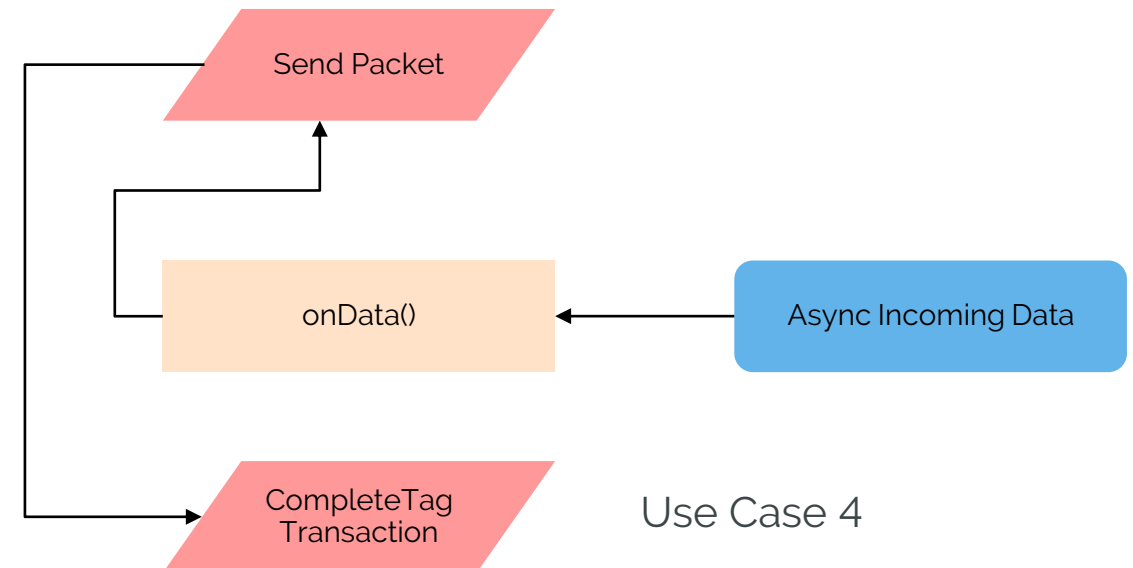 Send Packet
onData()
Async Incoming Data
CompleteTag
Transaction
Use Case 4